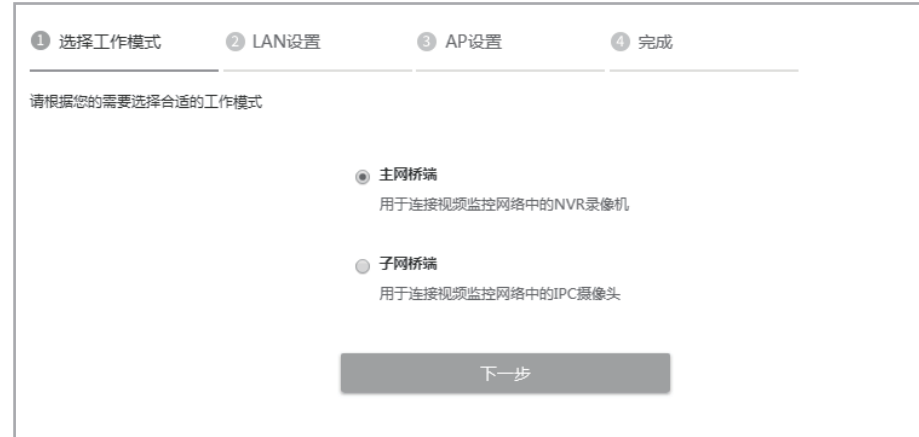 1 选择工作模式 2 LAN设置 3 AP设置 4 完成
请根据您的需要选择合适的工作模式
主网桥端
用于连接视频监控网络中的NVR录像机
子网桥端
用于连接视频监控网络中的IPC摄像头
下一步